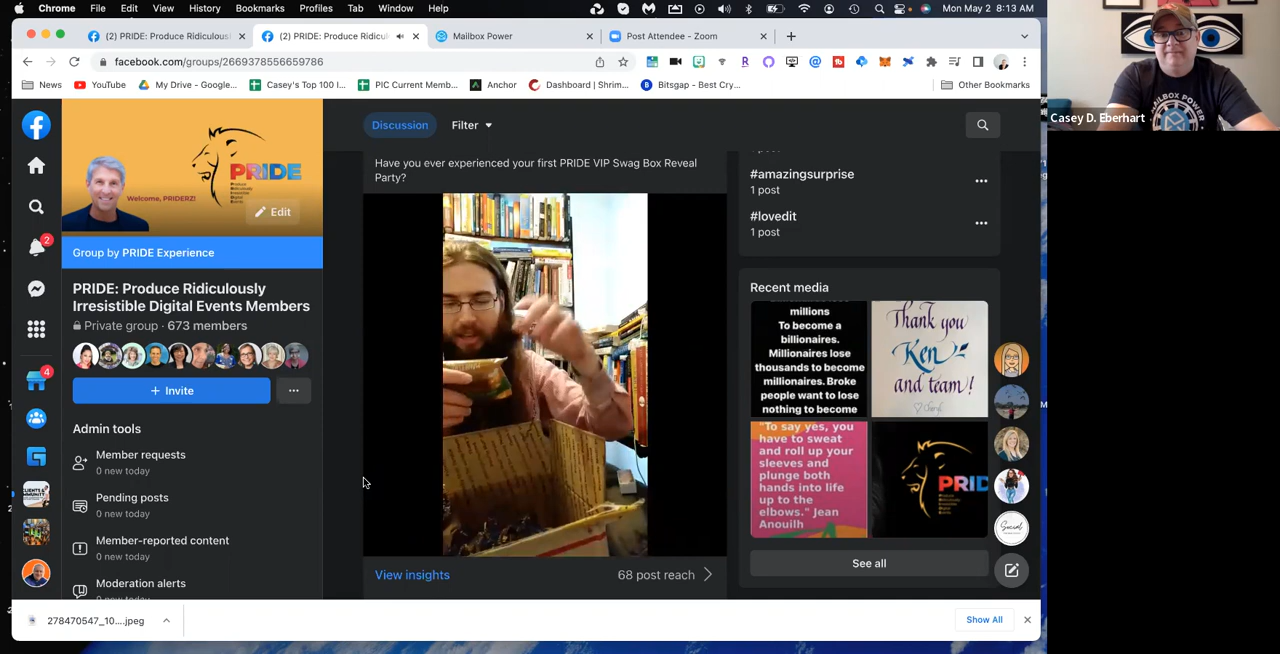 Chrome File Edit View History Bookmarks Profiles Tab Window Help
Mon May 2 8:13 AM
(2) PRIDE: Produce Ridiculousl
(2) PRIDE: Produce Ridicul
Mailbox Power
Post Attendee - Zoom
facebook.com/groups/2669378556659786
News
YouTube
My Drive - Google...
Casey's Top 100 I...
PIC Current Memb...
Anchor
Dashboard | Shrim...
Bitsgap - Best Cry...
Other Bookmarks
PRIDE
Welcome, PRIDERZ!
Edit
Group by PRIDE Experience
PRIDE: Produce Ridiculously
Irresistible Digital Events Members
Private group · 673 members
+ Invite
...
Admin tools
Member requests
0 new today
Pending posts
0 new today
Member-reported content
0 new today
Moderation alerts
0 new today
2
4
Discussion
Filter
Have you ever experienced your first PRIDE VIP Swag Box Reveal
Party?
View insights
68 post reach
#amazingsurprise
1 post
#lovedit
1 post
Recent media
millions
To become a
billionaires.
Millionaires lose
thousands to become
millionaires. Broke
people want to lose
nothing to become
Thank you
Ken
and team!
Cheryl
"To say yes, you
have to sweat
and roll up your
sleeves and
plunge both
hands into life
up to the
elbows." Jean
Anouilh
PRID
See all
Social
278470547_10....jpeg
Show All
MAILBOX POWER
Casey D. Eberhart